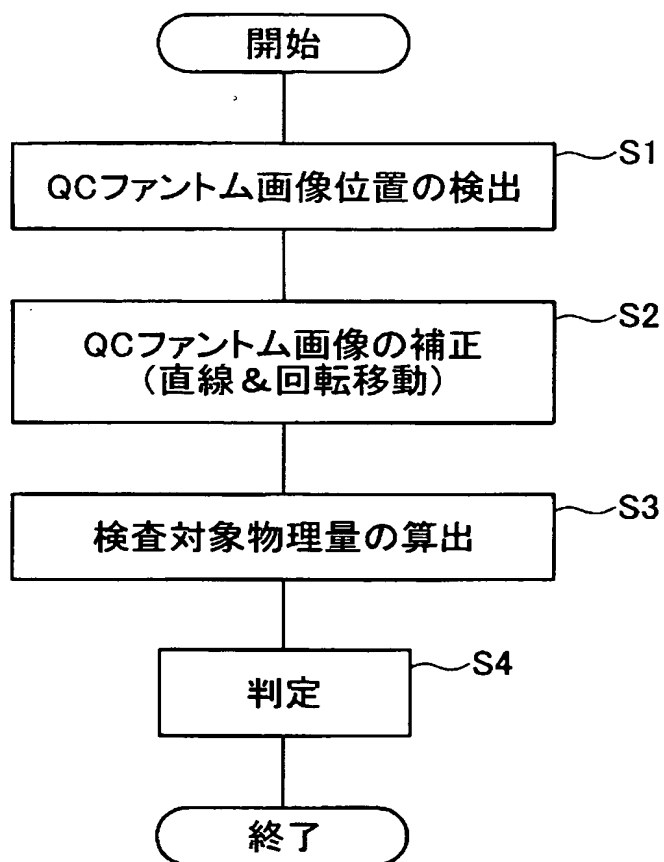 開始
S1
QCファントム画像位置の検出
S2
QCファントム画像の補正
(直線&回転移動)
S3
検査対象物理量の算出
S4
判定
終了